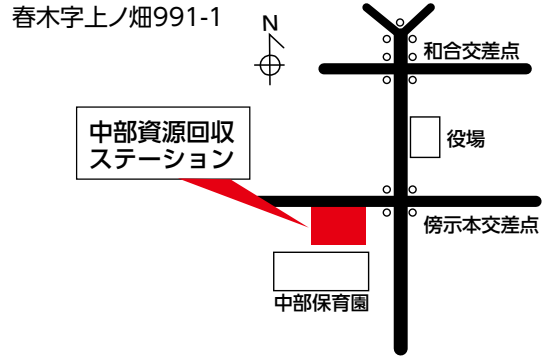 春木字上ノ畑991-1
N
和合交差点
中部資源回収
ステーション
役場
傍示本交差点
中部保育園